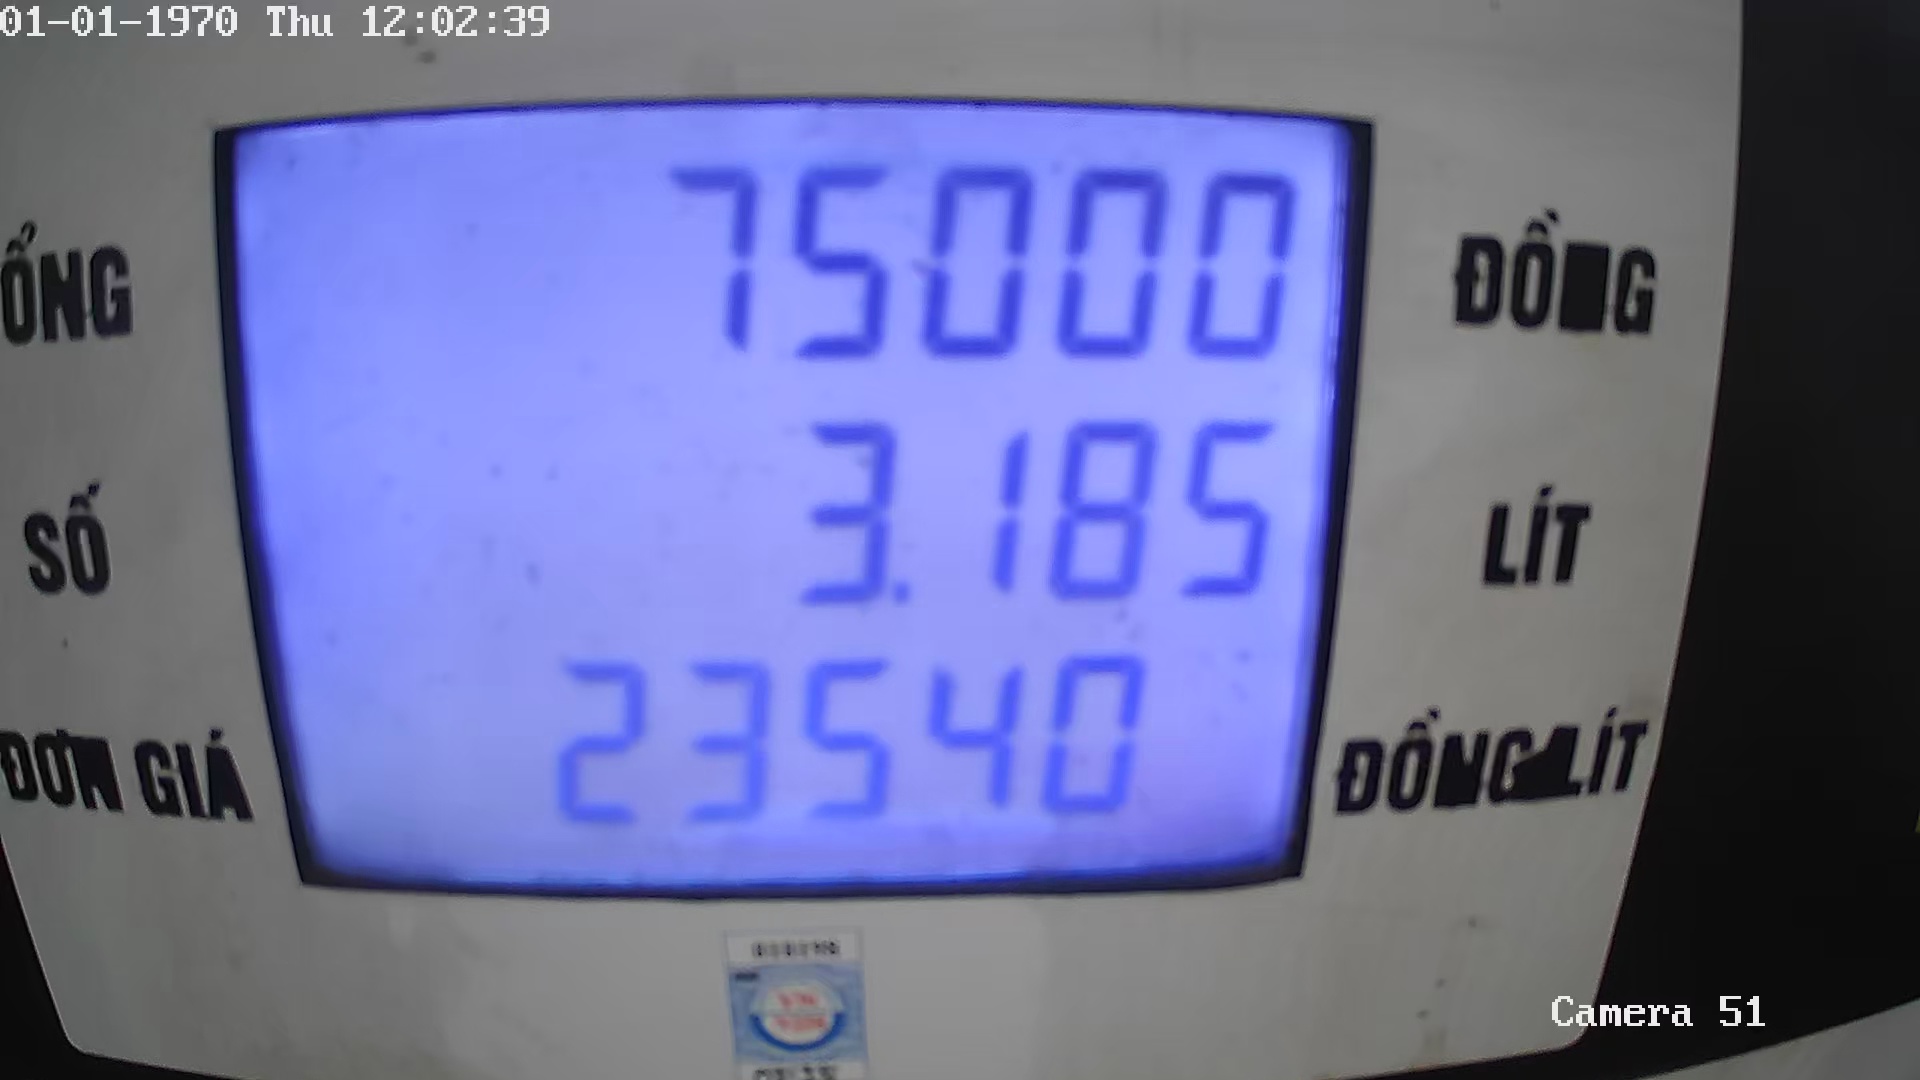 01-01-1970 Thu 12:02:39
75000
ỔNG ĐỒNG
3.185
SỐ LÍT
23540
ĐƠN GIÁ ĐỒNG/LÍT
Camera 51